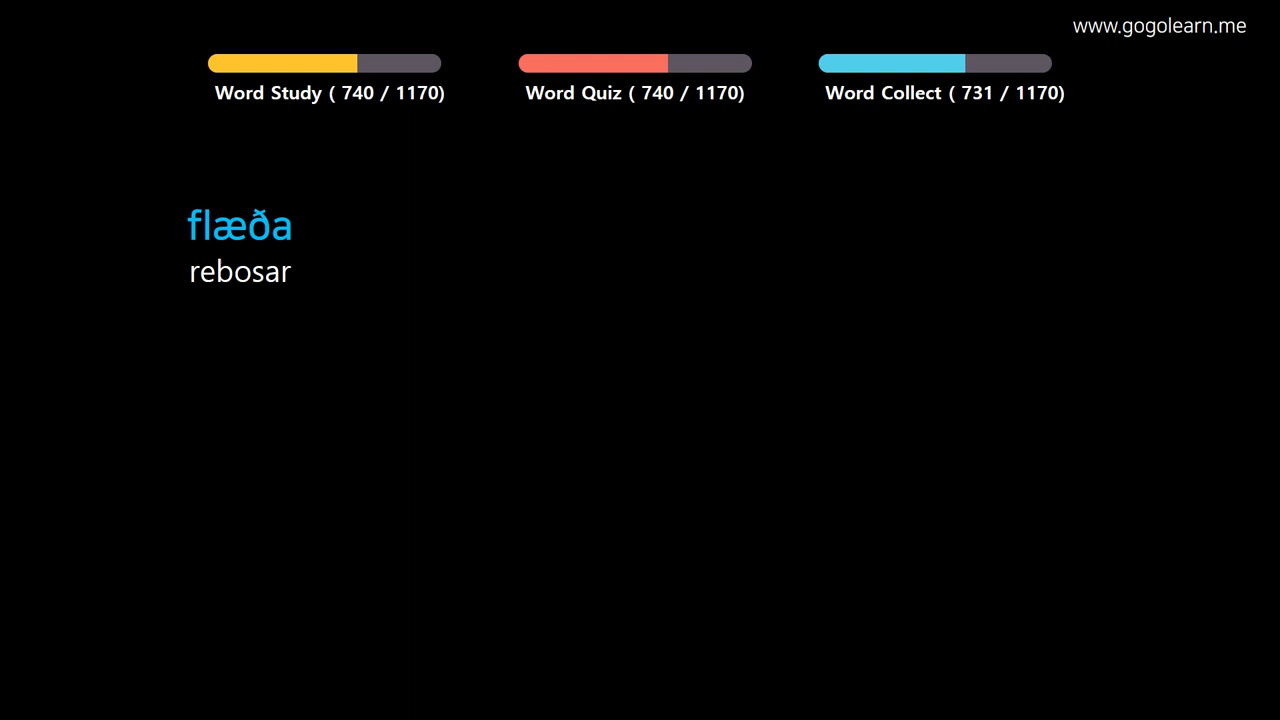 www.gogolearn.me
Word Study ( 740 / 1170)
Word Quiz ( 740 / 1170)
Word Collect ( 731 / 1170)
flæða
rebosar